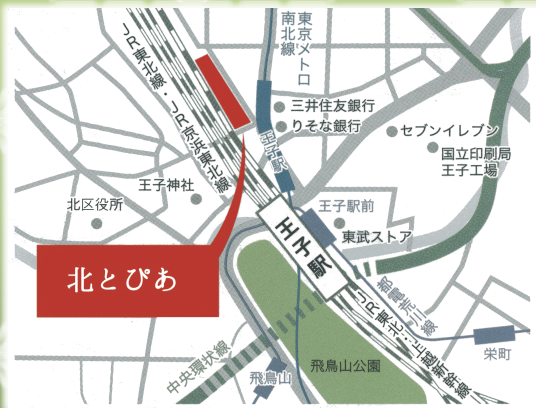 JR東北線・JR京浜東北線
東京メトロ
南北線
三井住友銀行
りそな銀行
セブンイレブン
国立印刷局
王子工場
王子駅
王子神社
北区役所
王子駅前
東武ストア
王子駅
北とぴあ
都電荒川線
JR東北・上越新幹線
中央環状線
飛鳥山
飛鳥山公園
栄町